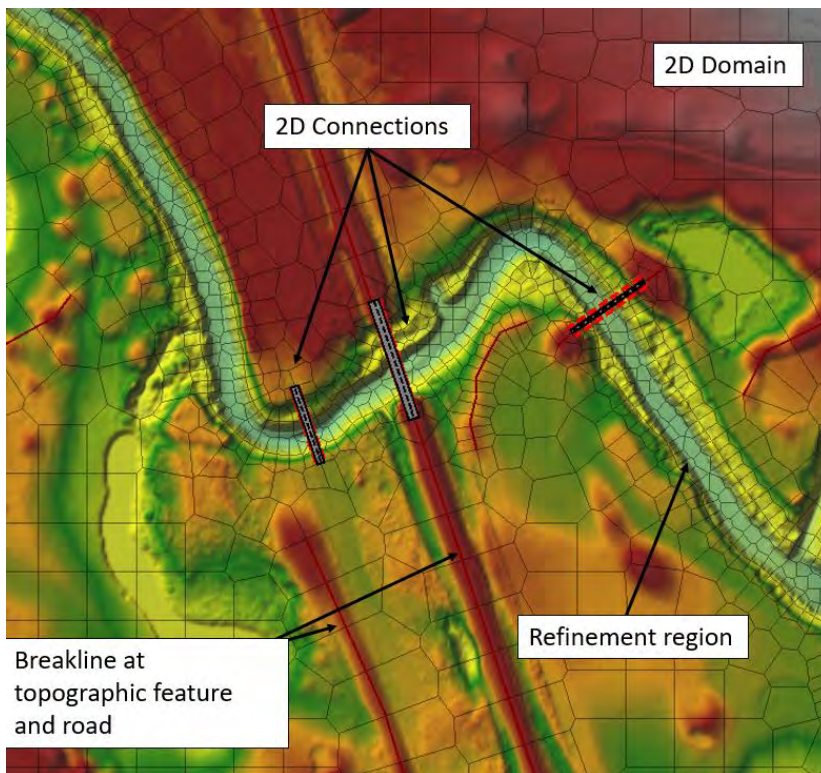 2D Domain
2D Connections
Refinement region
Breakline at
topographic feature
and road